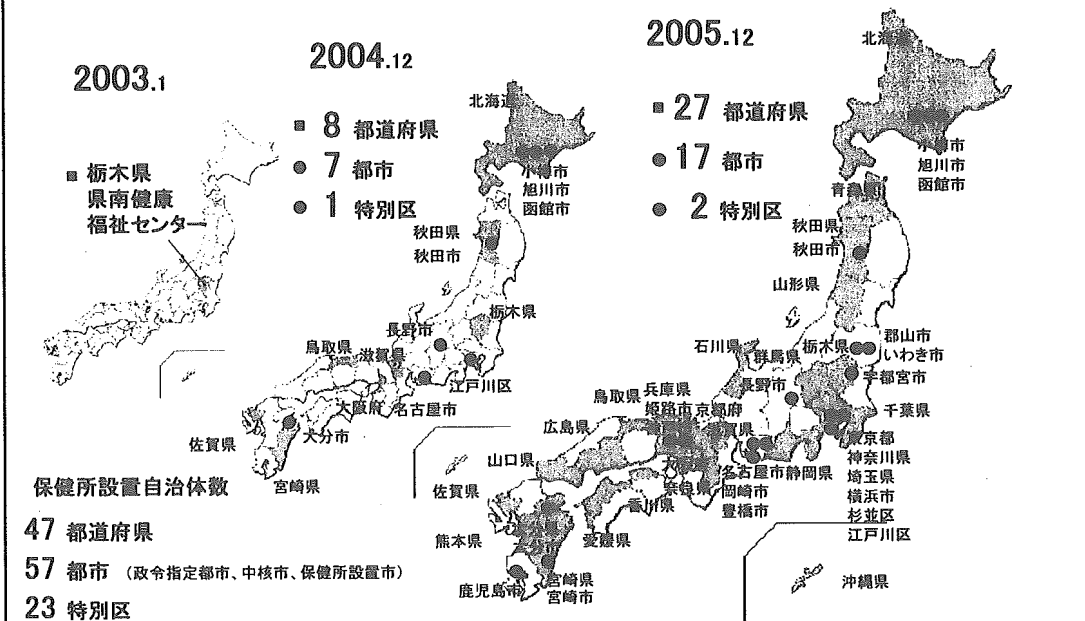 2003.1
栃木県
県南健康
福祉センター
2004.12
8 都道府県
7 都市
1 特別区
北海道
小樽市
旭川市
函館市
秋田県
秋田市
栃木県
長野市
鳥取県
滋賀県
江戸川区
大阪府
名古屋市
佐賀県
大分市
宮崎県
2005.12
27 都道府県
17 都市
2 特別区
小樽市
旭川市
函館市
秋田県
秋田市
山形県
郡山市
いわき市
栃木県
石川県
群馬県
宇都宮市
長野市
千葉県
鳥取県
兵庫県
姫路市
京都府
広島県
山口県
東京都
神奈川県
埼玉県
横浜市
杉並区
江戸川区
名古屋市
静岡県
岡崎市
豊橋市
奈良県
香川県
愛媛県
佐賀県
熊本県
鹿児島市
宮崎県
宮崎市
沖縄県
保健所設置自治体数
47 都道府県
57 都市 (政令指定都市、中核市、保健所設置市)
23 特別区